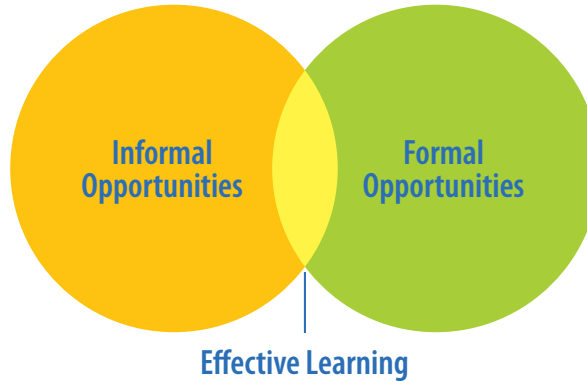 Informal
Opportunities
Formal
Opportunities
Effective Learning